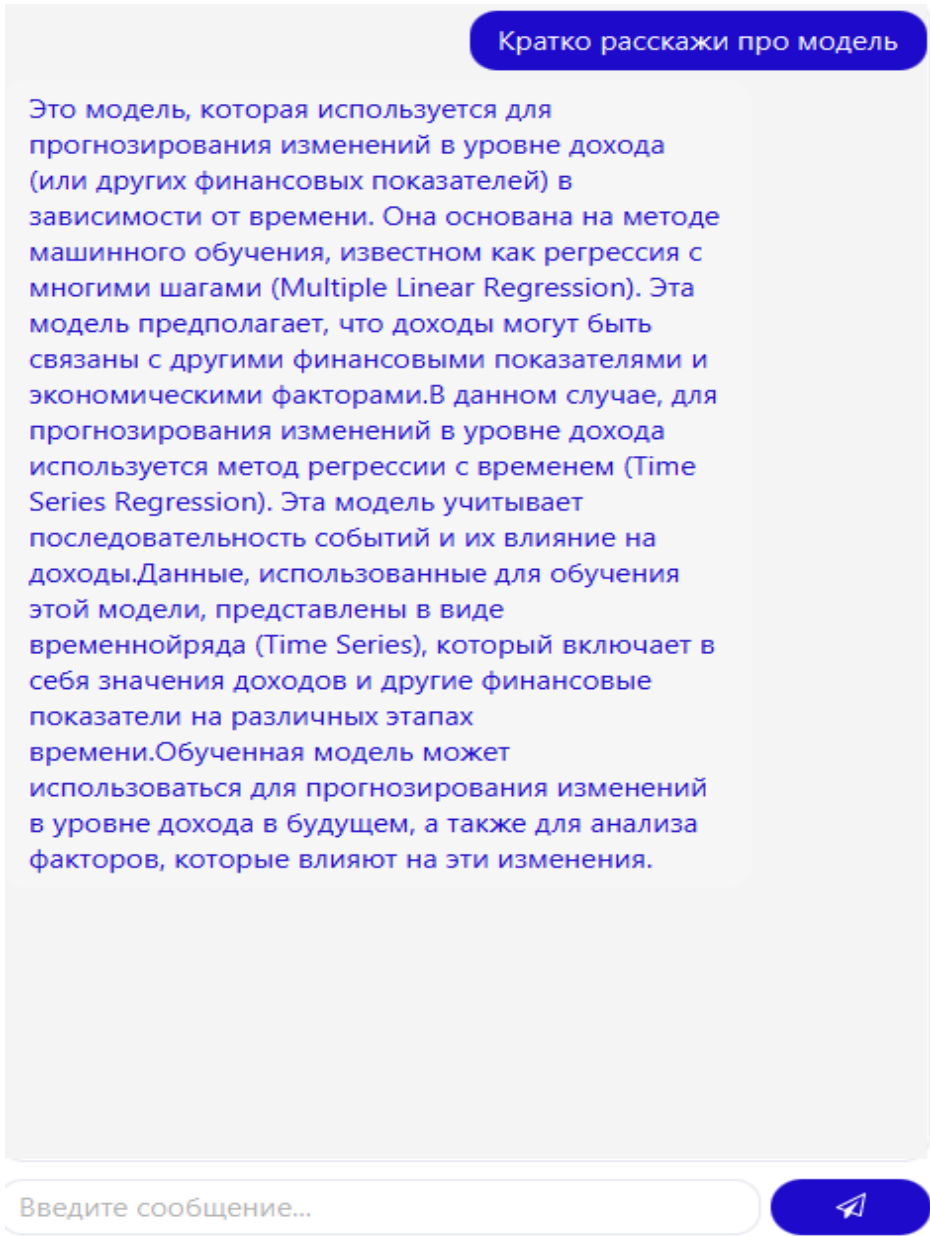 Кратко расскажи про модель
Это модель, которая используется для
прогнозирования изменений в уровне дохода
(или других финансовых показателей) в
зависимости от времени. Она основана на методе
машинного обучения, известном как регрессия с
многими шагами (Multiple Linear Regression). Эта
модель предполагает, что доходы могут быть
связаны с другими финансовыми показателями и
экономическими факторами.В данном случае, для
прогнозирования изменений в уровне дохода
используется метод регрессии с временем (Time
Series Regression). Эта модель учитывает
последовательность событий и их влияние на
доходы.Данные, использованные для обучения
этой модели, представлены в виде
временнойряда (Time Series), который включает в
себя значения доходов и другие финансовые
показатели на различных этапах
времени.Обученная модель может
использоваться для прогнозирования изменений
в уровне дохода в будущем, а также для анализа
факторов, которые влияют на эти изменения.
Введите сообщение...